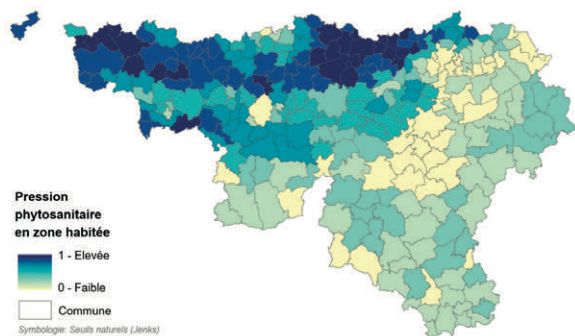 Pression
phytosanitaire
en zone habitée
1 - Elevée
0 - Faible
Commune
Symbologie: Seuils naturels (Jenks)